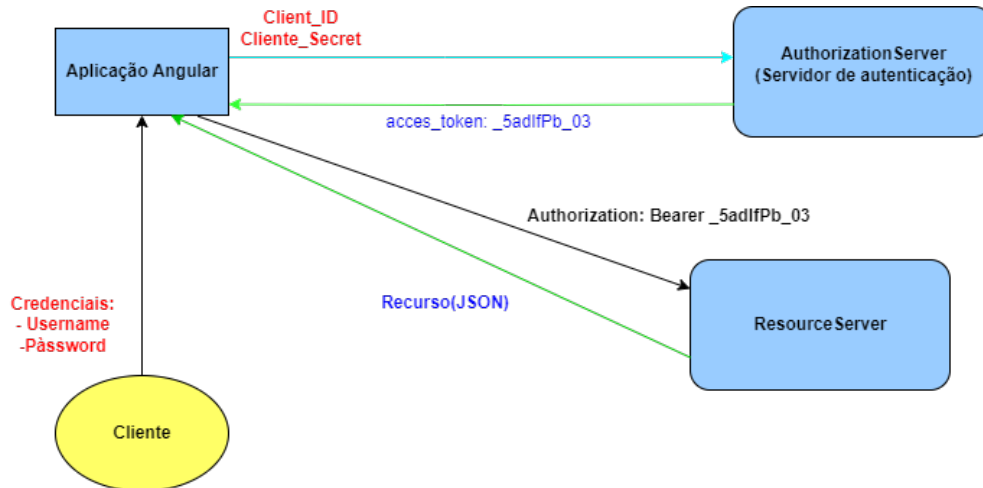 Client_ID
Cliente_Secret
Aplicação Angular
AuthorizationServer
(Servidor de autenticação)
acces_token: _5adIfPb_03
Authorization: Bearer _5adIfPb_03
Recurso(JSON)
ResourceServer
Credenciais:
- Username
-Pàssword
Cliente